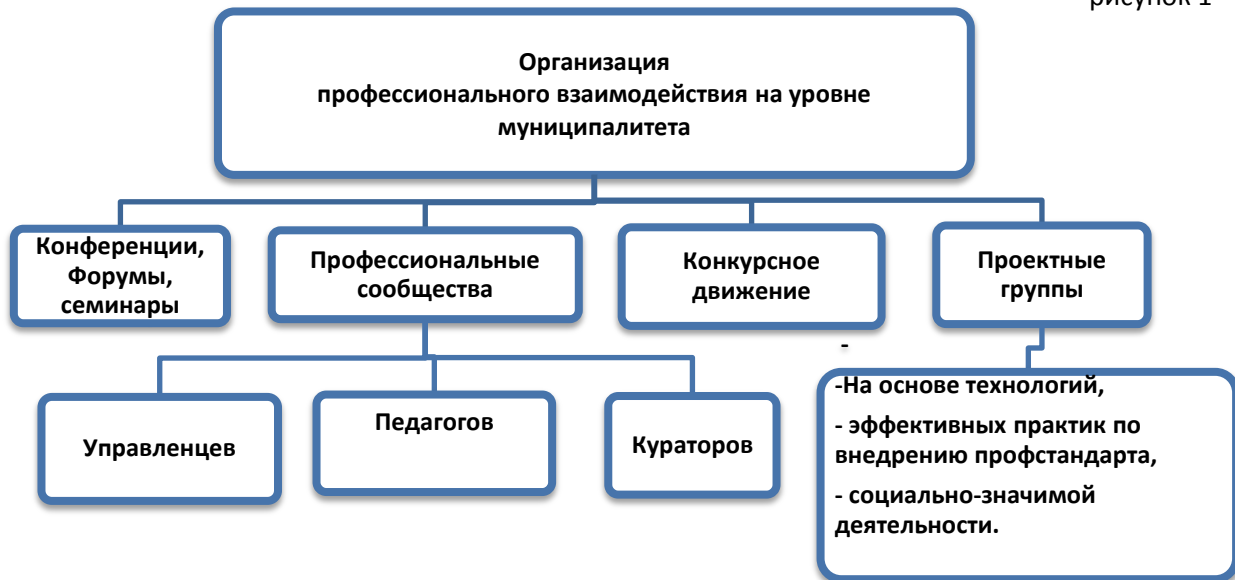 рисунок 1
Организация
профессионального взаимодействия на уровне
муниципалитета
Конференции,
Форумы,
семинары
Профессиональные
сообщества
Конкурсное
движение
Проектные
группы
-
Управленцев
Педагогов
Кураторов
-На основе технологий,
- эффективных практик по
внедрению профстандарта,
- социально-значимой
деятельности.